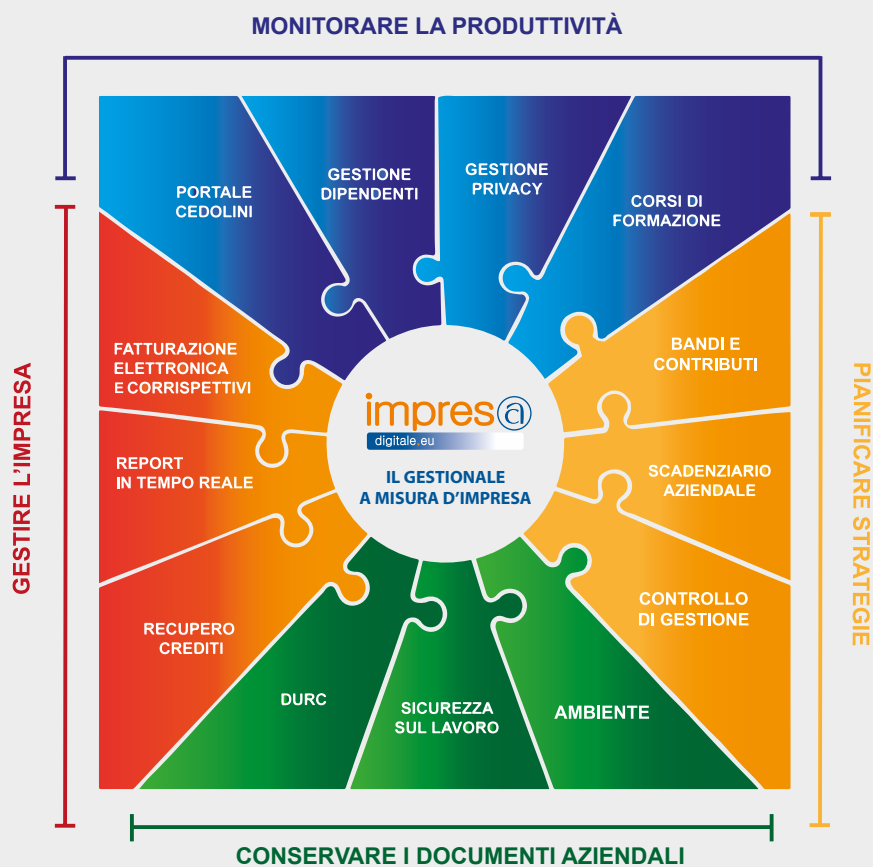 MONITORARE LA PRODUTTIVITÀ
PORTALE
CEDOLINI
GESTIONE
DIPENDENTI
GESTIONE
PRIVACY
CORSI DI
FORMAZIONE
GESTIRE L'IMPRESA
FATTURAZIONE
ELETTRONICA
E CORRISPETTIVI
REPORT
IN TEMPO REALE
RECUPERO
CREDITI
impres@
digitale.eu
IL GESTIONALE
A MISURA D'IMPRESA
BANDI E
CONTRIBUTI
SCADENZIARIO
AZIENDALE
CONTROLLO
DI GESTIONE
PIANIFICARE STRATEGIE
DURC
SICUREZZA
SUL LAVORO
AMBIENTE
CONSERVARE I DOCUMENTI AZIENDALI